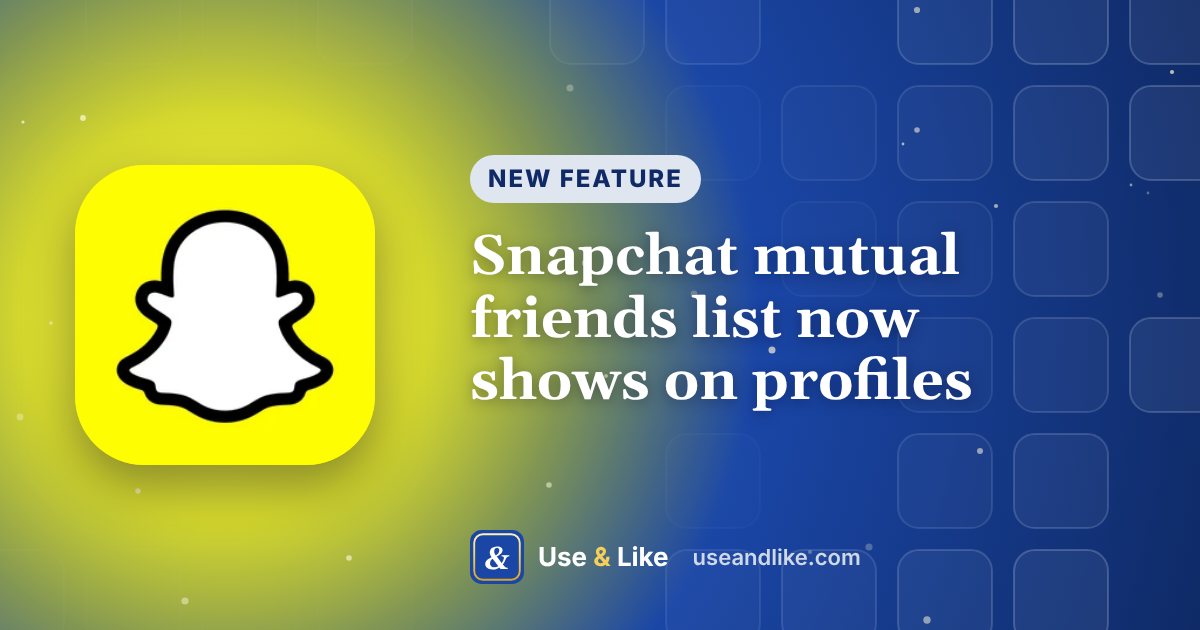 NEW FEATURE
Snapchat mutual
friends list now
shows on profiles
& Use & Like useandlike.com